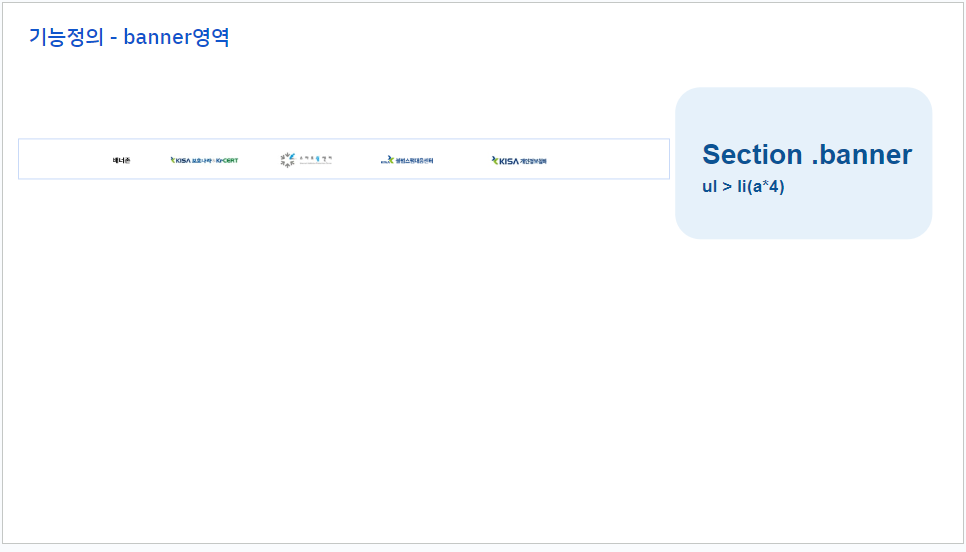 기능정의 - banner영역
배너존
KISA 보호나라&KrCERT
KISA 불법스팸대응센터
KISA 개인정보침해
Section .banner
ul > li(a*4)